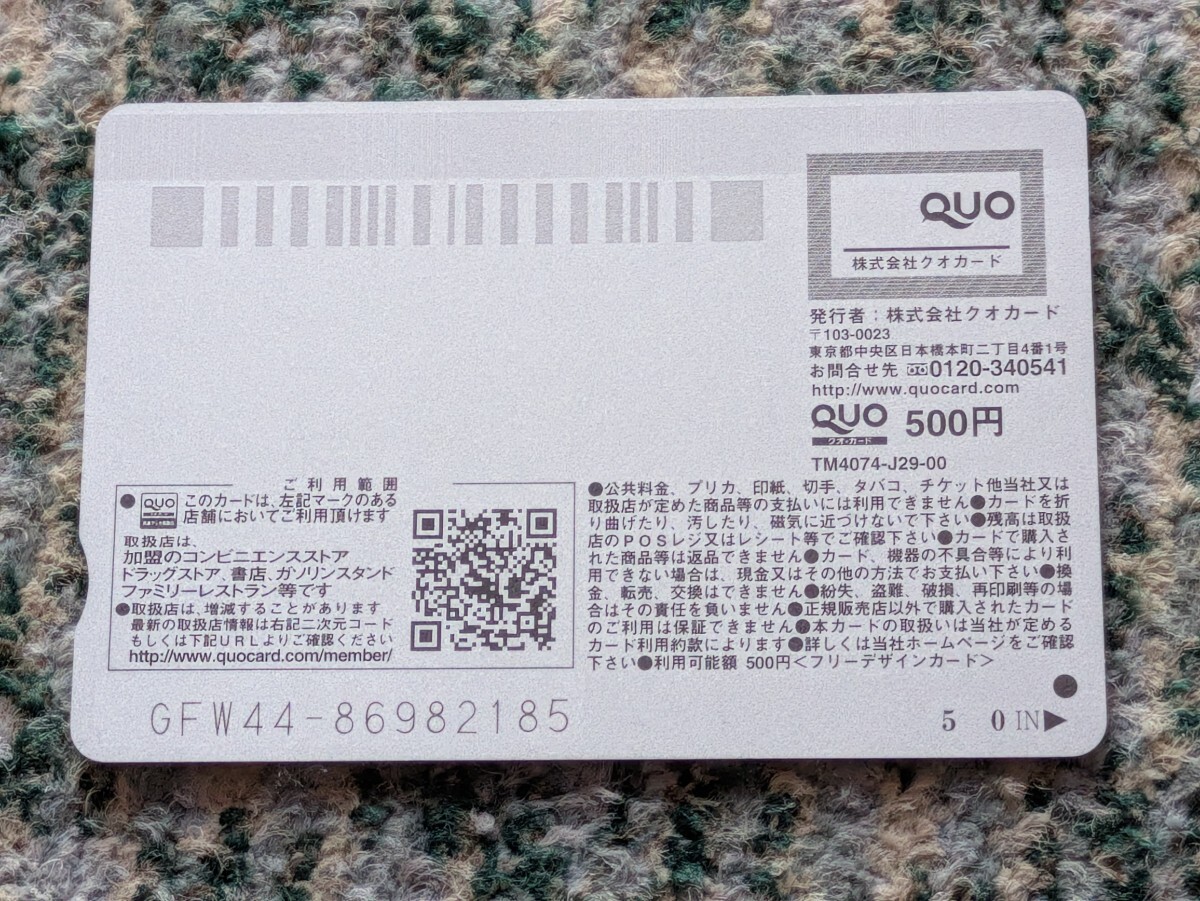 QUO
株式会社クオカード
発行者：株式会社クオカード
〒103-0023
東京都中央区日本橋本町二丁目4番1号
お問合せ先 0120-340541
http://www.quocard.com
QUO 500円
クオ・カード
TM4074-J29-00
ご利用範囲
●QUO このカードは、左記マークのある
店舗においてご利用頂けます
取扱店は、
加盟のコンビニエンスストア
ドラッグストア、書店、ガソリンスタンド
ファミリーレストラン等です
●取扱店は、増減することがあります
最新の取扱店情報は右記二次元コード
もしくは下記URLよりご確認ください
http://www.quocard.com/member/
●公共料金、プリカ、印紙、切手、タバコ、チケット他当社又は
取扱店が定めた商品等の支払いには利用できません●カードを折
り曲げたり、汚したり、磁気に近づけないで下さい●残高は取扱
店のPOSレジ又はレシート等でご確認下さい●カードで購入さ
れた商品等は返品できません●カード、機器の不具合等により利
用できない場合は、現金又はその他の方法でお支払い下さい●換
金、転売、交換はできません●紛失、盗難、破損、再印刷等の場
合はその責任を負いません●正規販売店以外で購入されたカード
のご利用は保証できません●本カードの取扱いは当社が定める
カード利用約款によります●詳しくは当社ホームページをご確認
下さい●利用可能額 500円＜フリーデザインカード＞
GFW44-86982185
5 0 IN▶